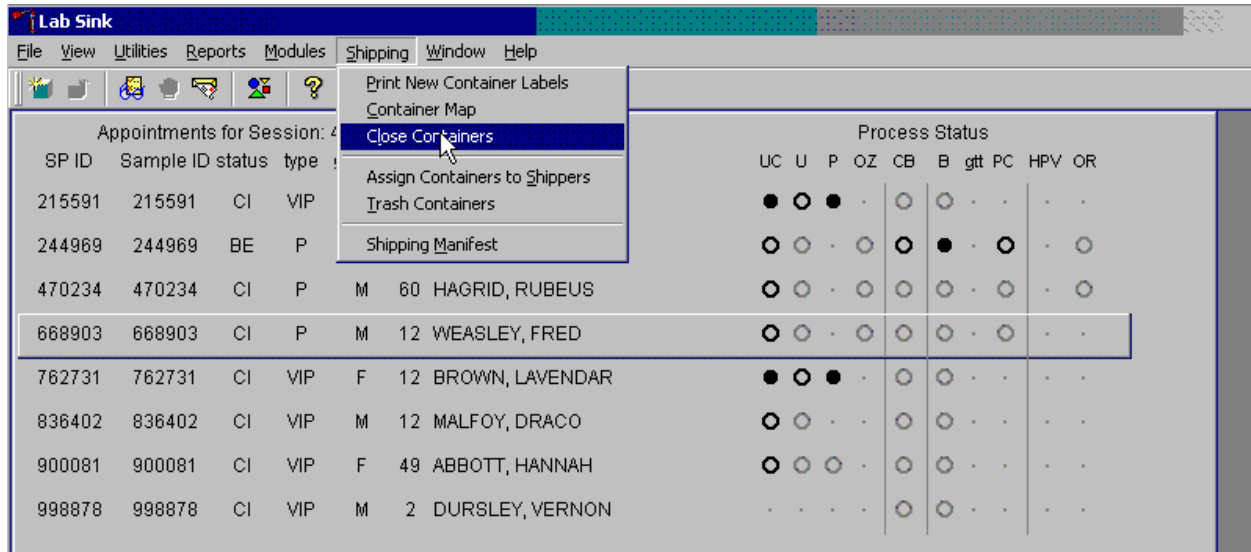 Lab Sink
File View Utilities Reports Modules Shipping Window Help
Print New Container Labels
Container Map
Close Containers
Assign Containers to Shippers
Trash Containers
Shipping Manifest
Appointments for Session: Process Status
SP ID Sample ID status type UC U P OZ CB B gtt PC HPV OR
215591 215591 CI VIP
244969 244969 BE P
470234 470234 CI P M 60 HAGRID, RUBEUS
668903 668903 CI P M 12 WEASLEY, FRED
762731 762731 CI VIP F 12 BROWN, LAVENDAR
836402 836402 CI VIP M 12 MALFOY, DRACO
900081 900081 CI VIP F 49 ABBOTT, HANNAH
998878 998878 CI VIP M 2 DURSLEY, VERNON